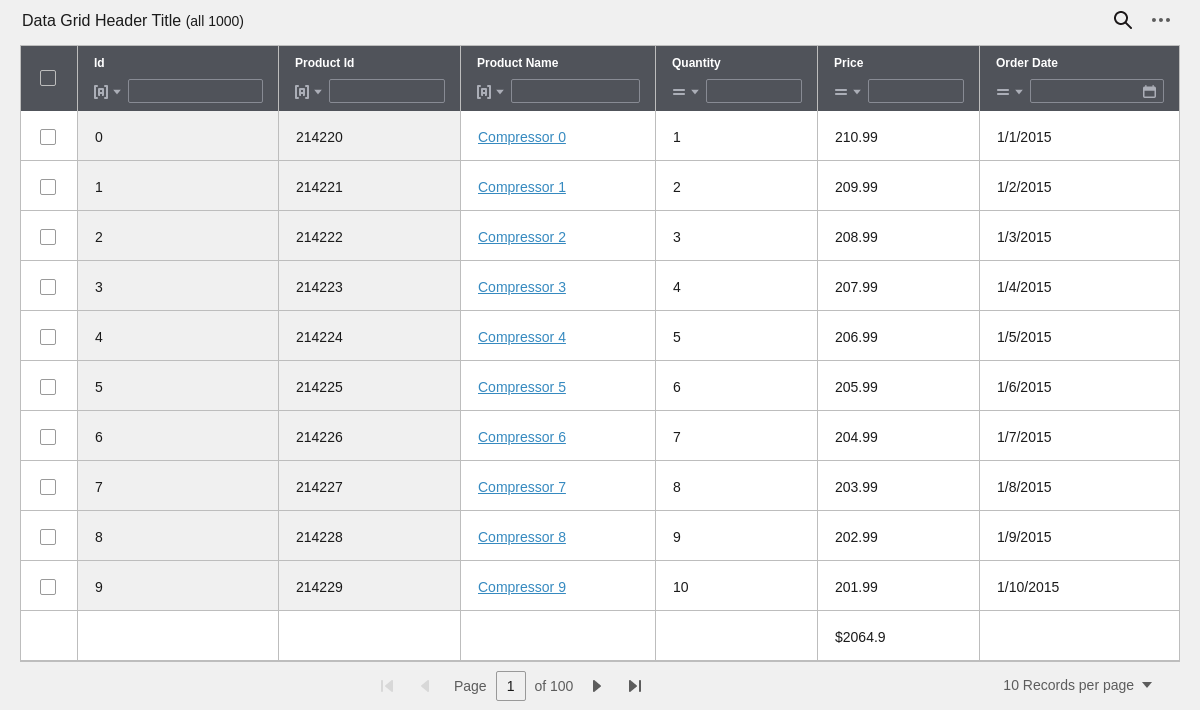 Data Grid Header Title (all 1000)
Id Product Id Product Name Quantity Price Order Date
0 214220 Compressor 0 1 210.99 1/1/2015
1 214221 Compressor 1 2 209.99 1/2/2015
2 214222 Compressor 2 3 208.99 1/3/2015
3 214223 Compressor 3 4 207.99 1/4/2015
4 214224 Compressor 4 5 206.99 1/5/2015
5 214225 Compressor 5 6 205.99 1/6/2015
6 214226 Compressor 6 7 204.99 1/7/2015
7 214227 Compressor 7 8 203.99 1/8/2015
8 214228 Compressor 8 9 202.99 1/9/2015
9 214229 Compressor 9 10 201.99 1/10/2015
$2064.9
Page 1 of 100 10 Records per page